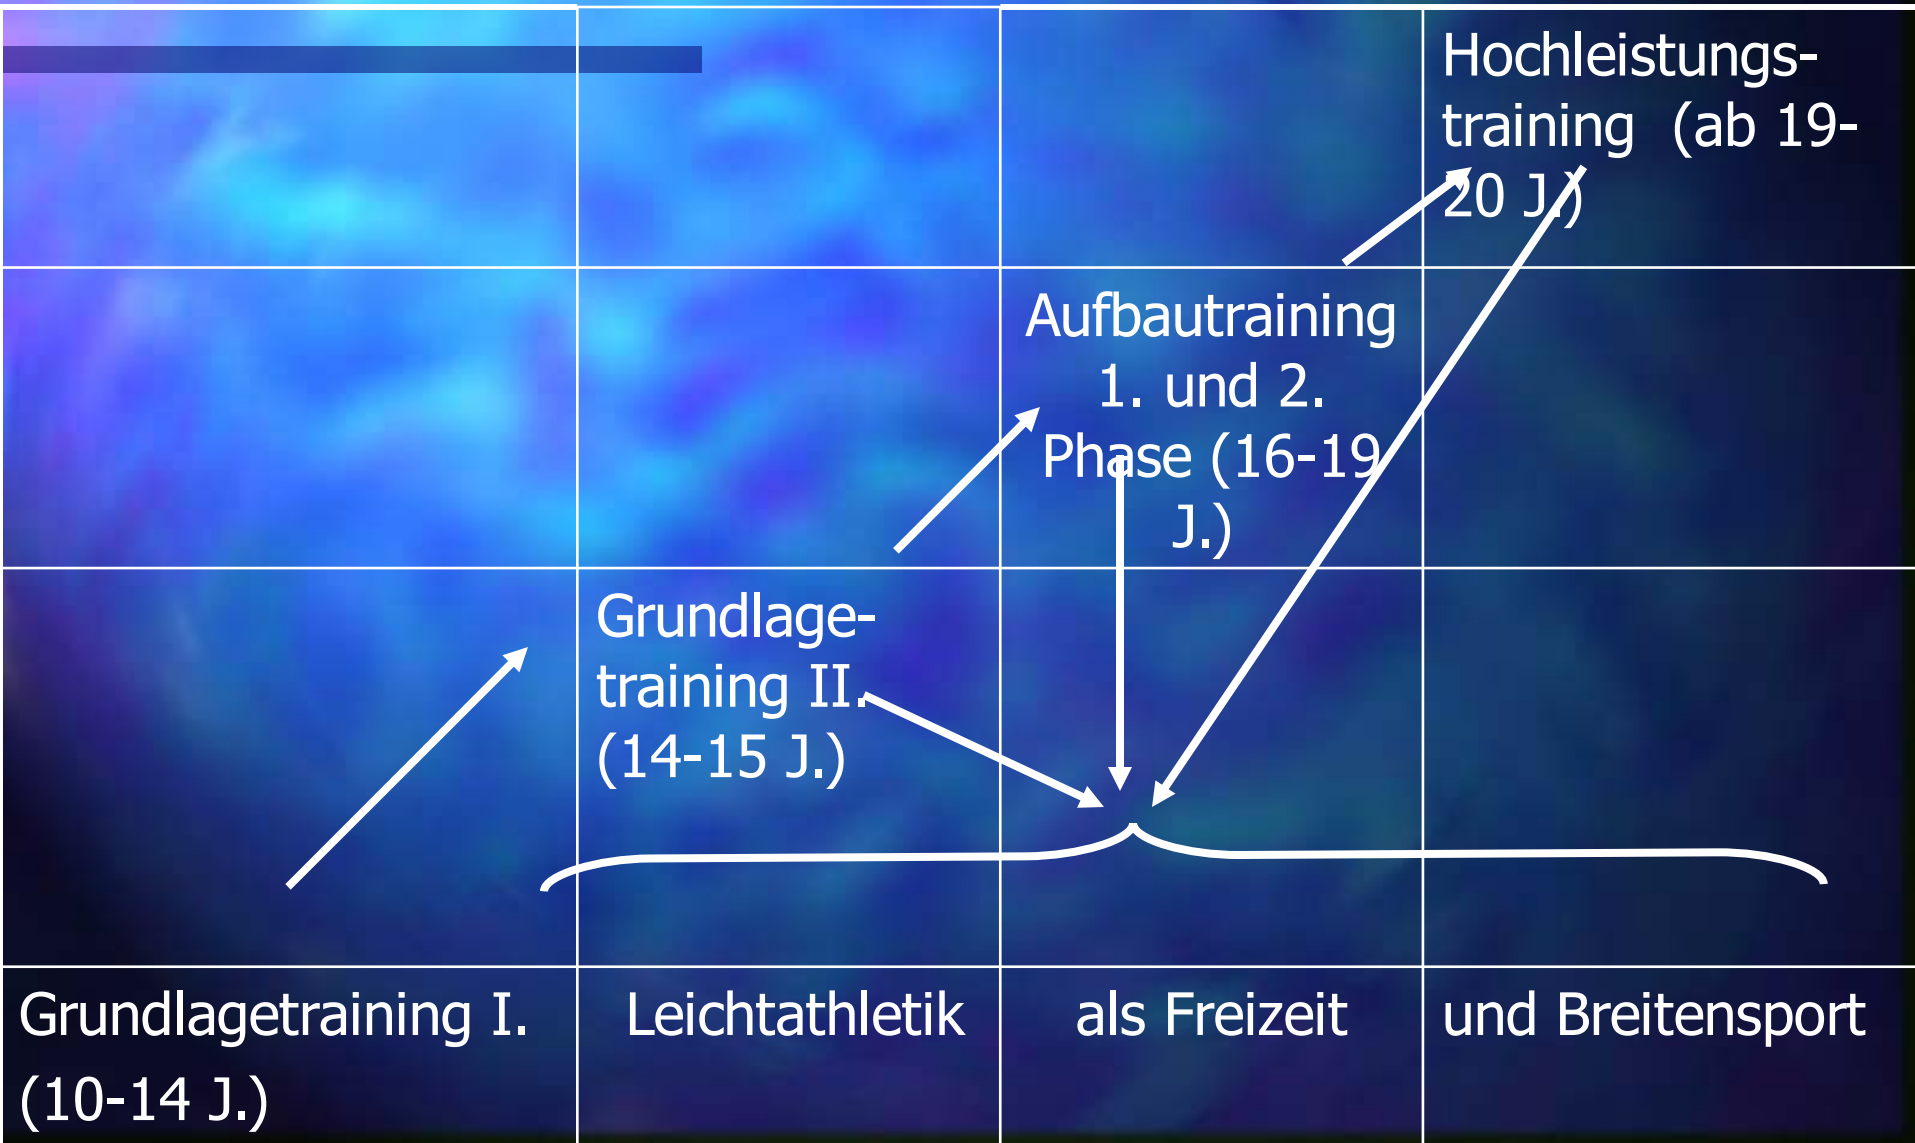 Hochleistungs-
training (ab 19-
20 J.)
Aufbautraining
1. und 2.
Phase (16-19
J.)
Grundlage-
training II.
(14-15 J.)
Grundlagetraining I.
(10-14 J.)
Leichtathletik
als Freizeit
und Breitensport